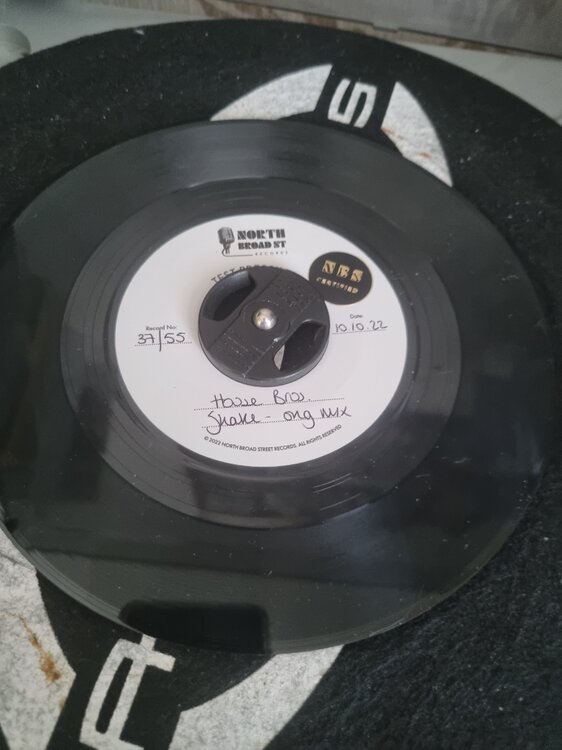 S
NORTH
BROAD ST
RECORDS
TEST
NBS
CERTIFIED
Record No:
37/55
Date:
10.10.22
Bros.
Shake - orig mix
© 2022 NORTH BROAD STREET RECORDS. ALL RIGHTS RESERVED